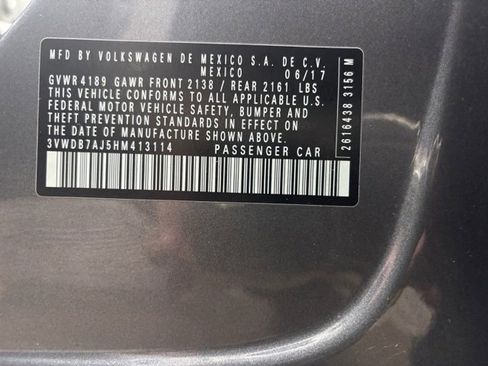 MFD BY VOLKSWAGEN DE MEXICO S.A. DE C.V.
MEXICO 06/17
GVWR 4189 GAWR FRONT 2138 / REAR 2161 LBS
THIS VEHICLE CONFORMS TO ALL APPLICABLE U.S.
FEDERAL MOTOR VEHICLE SAFETY, BUMPER AND
THEFT PREVENTION STANDARDS IN EFFECT ON
THE DATE OF MANUFACTURE SHOWN ABOVE.
3VWDB7AJ5HM413114 PASSENGER CAR
26116438 3156 M